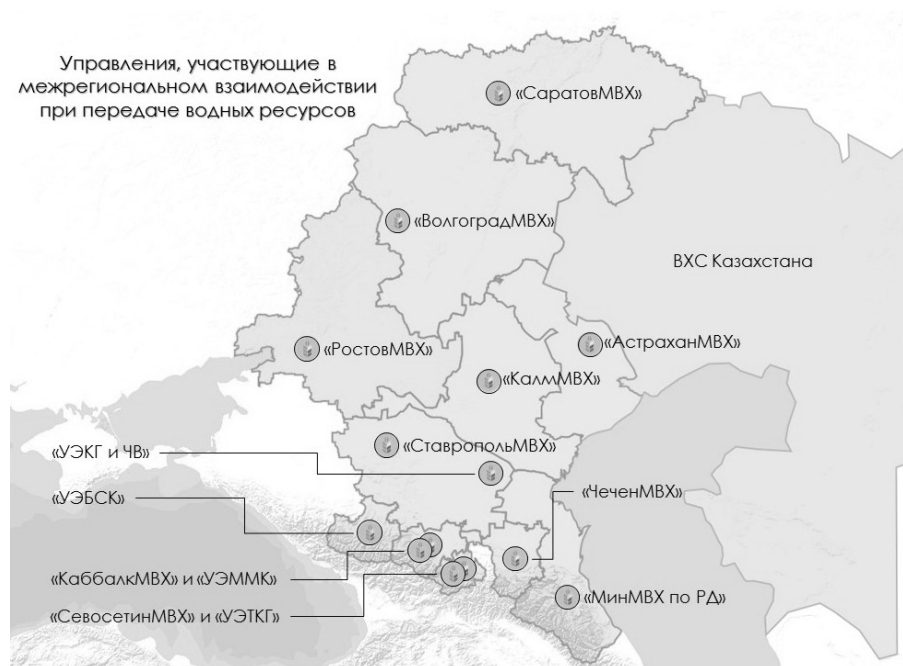 Управления, участвующие в
межрегиональном взаимодействии
при передаче водных ресурсов
«СаратовМВХ»
«ВолгоградМВХ»
ВХС Казахстана
«РостовМВХ»
«АстраханМВХ»
«КалмМВХ»
«СтавропольМВХ»
«УЭКГ и ЧВ»
«УЭБСК»
«ЧеченМВХ»
«КаббалкМВХ» и «УЭММК»
«МинМВХ по РД»
«СевосетинМВХ» и «УЭТКГ»